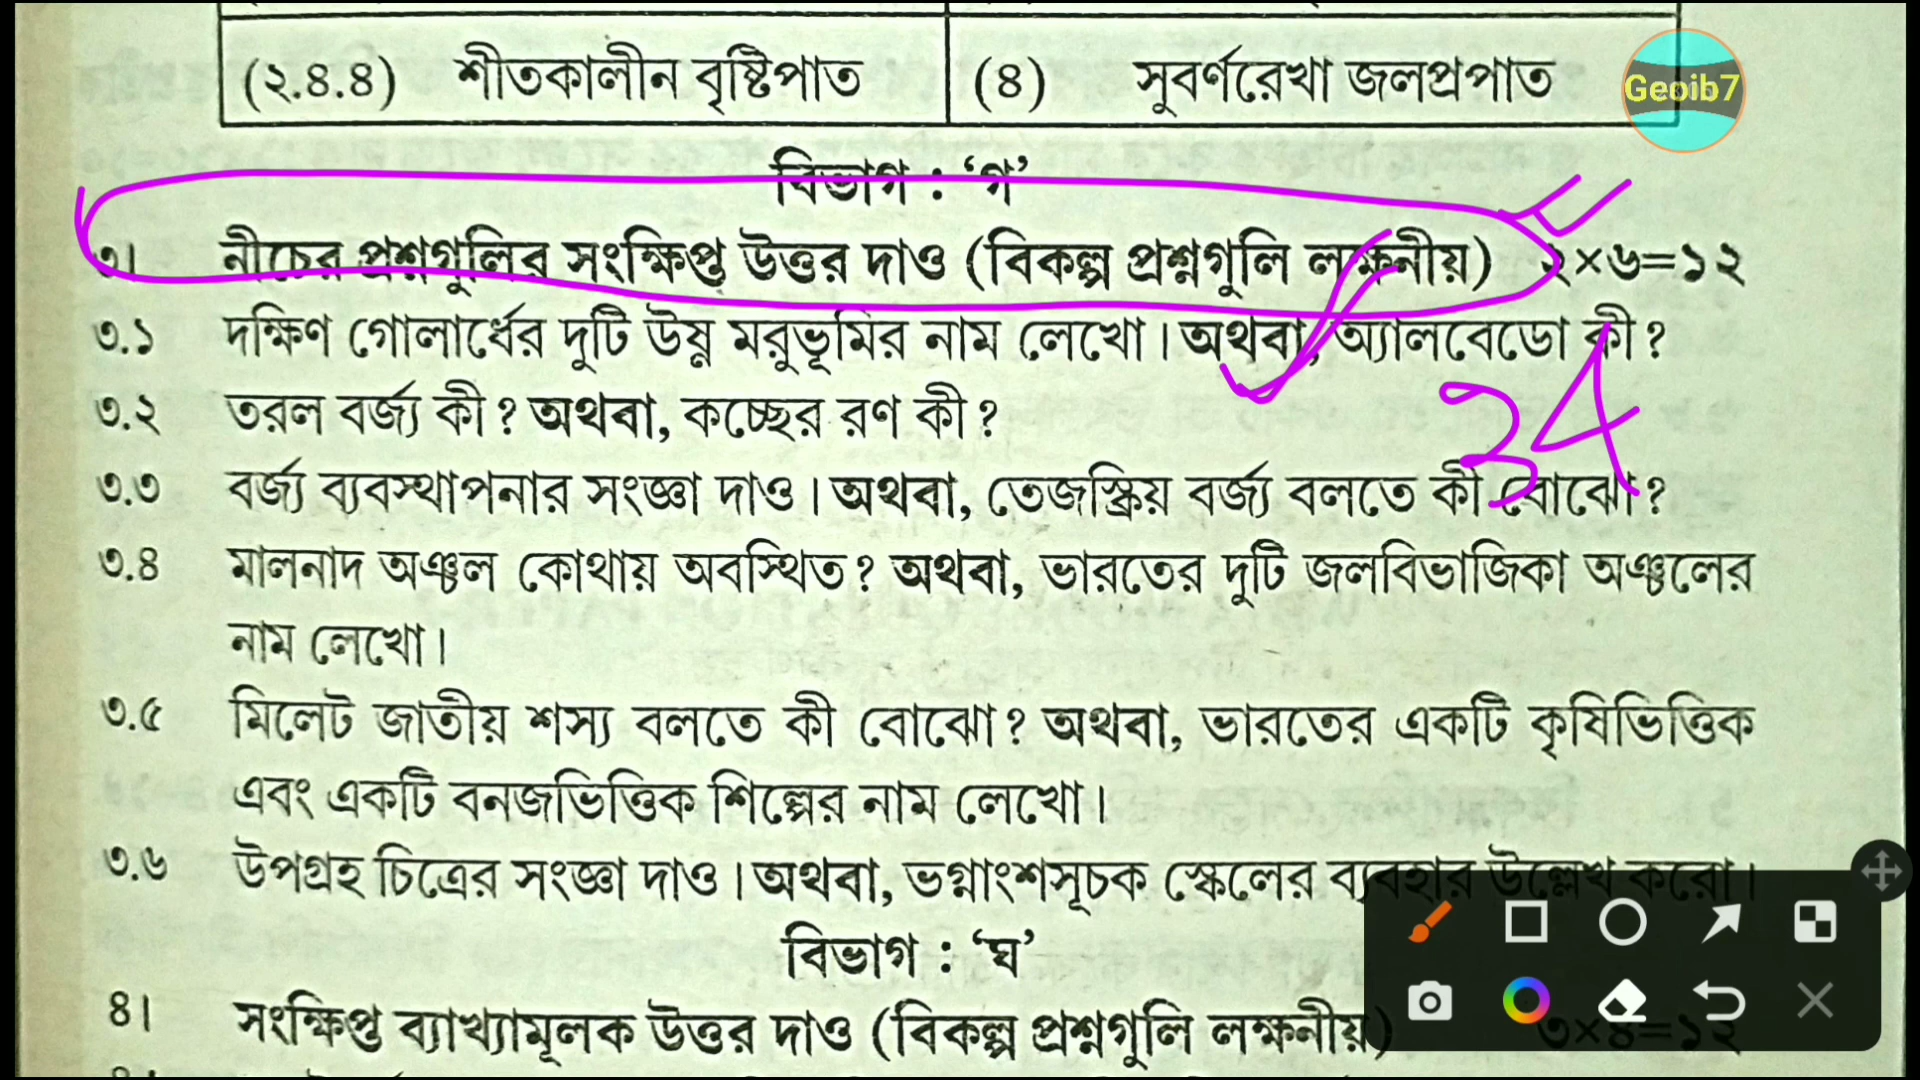 (২.৪.৪) শীতকালীন বৃষ্টিপাত (৪) সুবর্ণরেখা জলপ্রপাত
Geoib7
বিভাগ : ‘গ’
৩। নীচের প্রশ্নগুলির সংক্ষিপ্ত উত্তর দাও (বিকল্প প্রশ্নগুলি লক্ষনীয়) ২×৬=১২
৩.১ দক্ষিণ গোলার্ধের দুটি উষ্ণ মরুভূমির নাম লেখো। অথবা, অ্যালবেডো কী?
৩.২ তরল বর্জ্য কী? অথবা, কচ্ছের রণ কী?
৩.৩ বর্জ্য ব্যবস্থাপনার সংজ্ঞা দাও। অথবা, তেজস্ক্রিয় বর্জ্য বলতে কী বোঝো?
৩.৪ মালনাদ অঞ্চল কোথায় অবস্থিত? অথবা, ভারতের দুটি জলবিভাজিকা অঞ্চলের
নাম লেখো।
৩.৫ মিলেট জাতীয় শস্য বলতে কী বোঝো? অথবা, ভারতের একটি কৃষিভিত্তিক
এবং একটি বনজভিত্তিক শিল্পের নাম লেখো।
৩.৬ উপগ্রহ চিত্রের সংজ্ঞা দাও। অথবা, ভগ্নাংশসূচক স্কেলের ব্যবহার উল্লেখ করো।
বিভাগ : ‘ঘ’
৪। সংক্ষিপ্ত ব্যাখ্যামূলক উত্তর দাও (বিকল্প প্রশ্নগুলি লক্ষনীয়) ৩×৪=১২